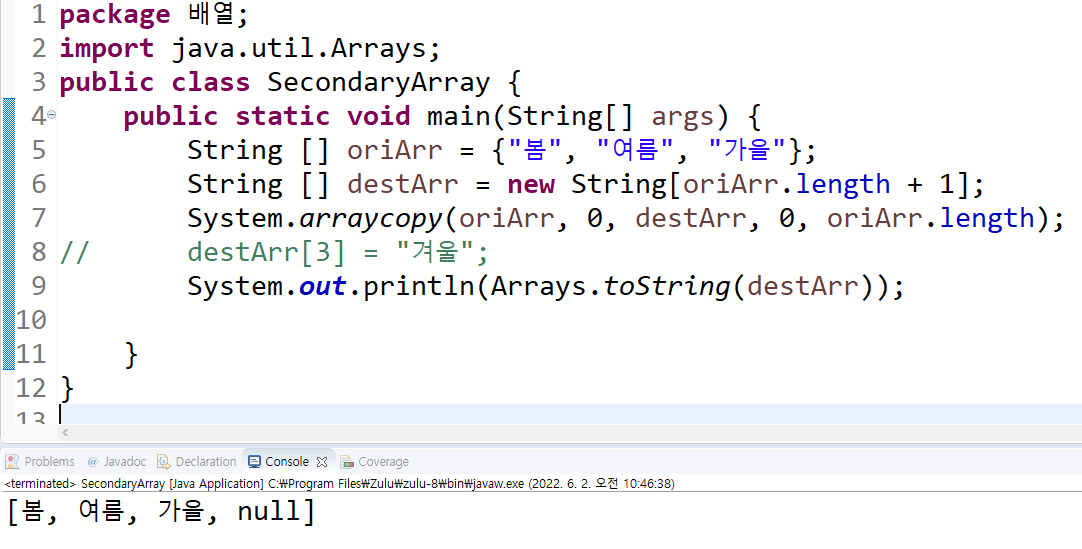 1 package 배열;
2 import java.util.Arrays;
3 public class SecondaryArray {
4 public static void main(String[] args) {
5 String [] oriArr = {"봄", "여름", "가을"};
6 String [] destArr = new String[oriArr.length + 1];
7 System.arraycopy(oriArr, 0, destArr, 0, oriArr.length);
8 // destArr[3] = "겨울";
9 System.out.println(Arrays.toString(destArr));
10
11 }
12 }
13
Problems @ Javadoc Declaration Console Coverage
<terminated> SecondaryArray [Java Application] C:₩Program Files₩Zulu₩zulu-8₩bin₩javaw.exe (2022. 6. 2. 오전 10:46:38)
[봄, 여름, 가을, null]